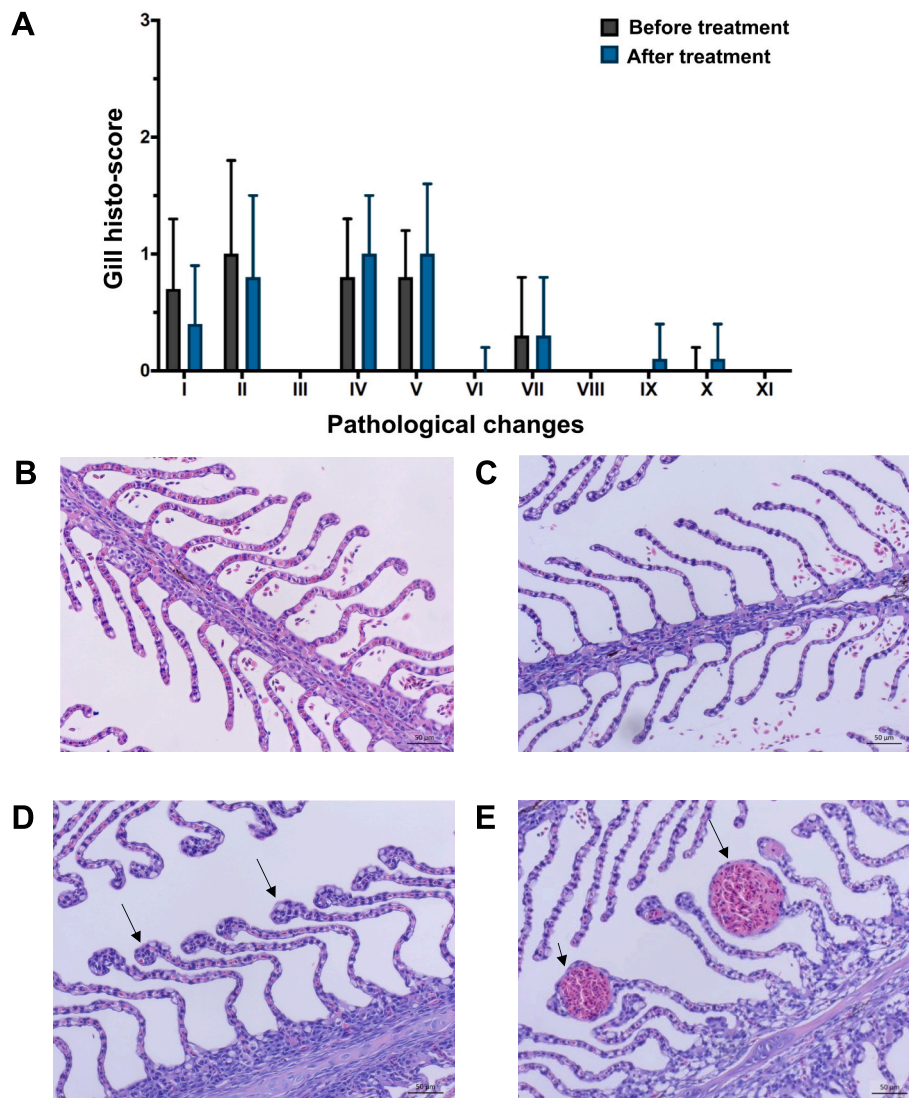 A
Before treatment
After treatment
3
2
1
0
Gill histo-score
I II III IV V VI VII VIII IX X XI
Pathological changes
B
C
50 µm
50 µm
D
E
50 µm
50 µm